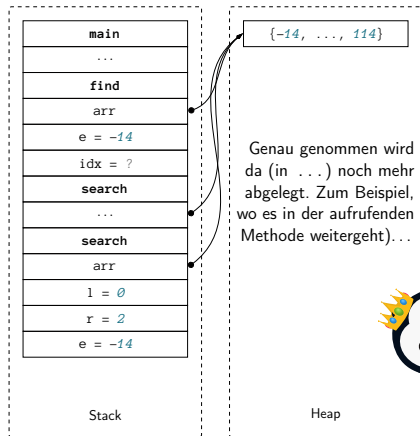 main
...
find
arr
e = -14
idx = ?
search
...
search
arr
l = 0
r = 2
e = -14
Stack
{-14, ..., 114}
Genau genommen wird
da (in ...) noch mehr
abgelegt. Zum Beispiel,
wo es in der aufrufenden
Methode weitergeht)...
Heap